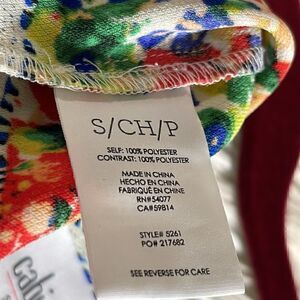 S/CH/P
SELF: 100% POLYESTER
CONTRAST: 100% POLYESTER
MADE IN CHINA
HECHO EN CHINA
FABRIQUÉ EN CHINE
RN#54077
CA#59814
STYLE# 5261
PO# 217682
SEE REVERSE FOR CARE